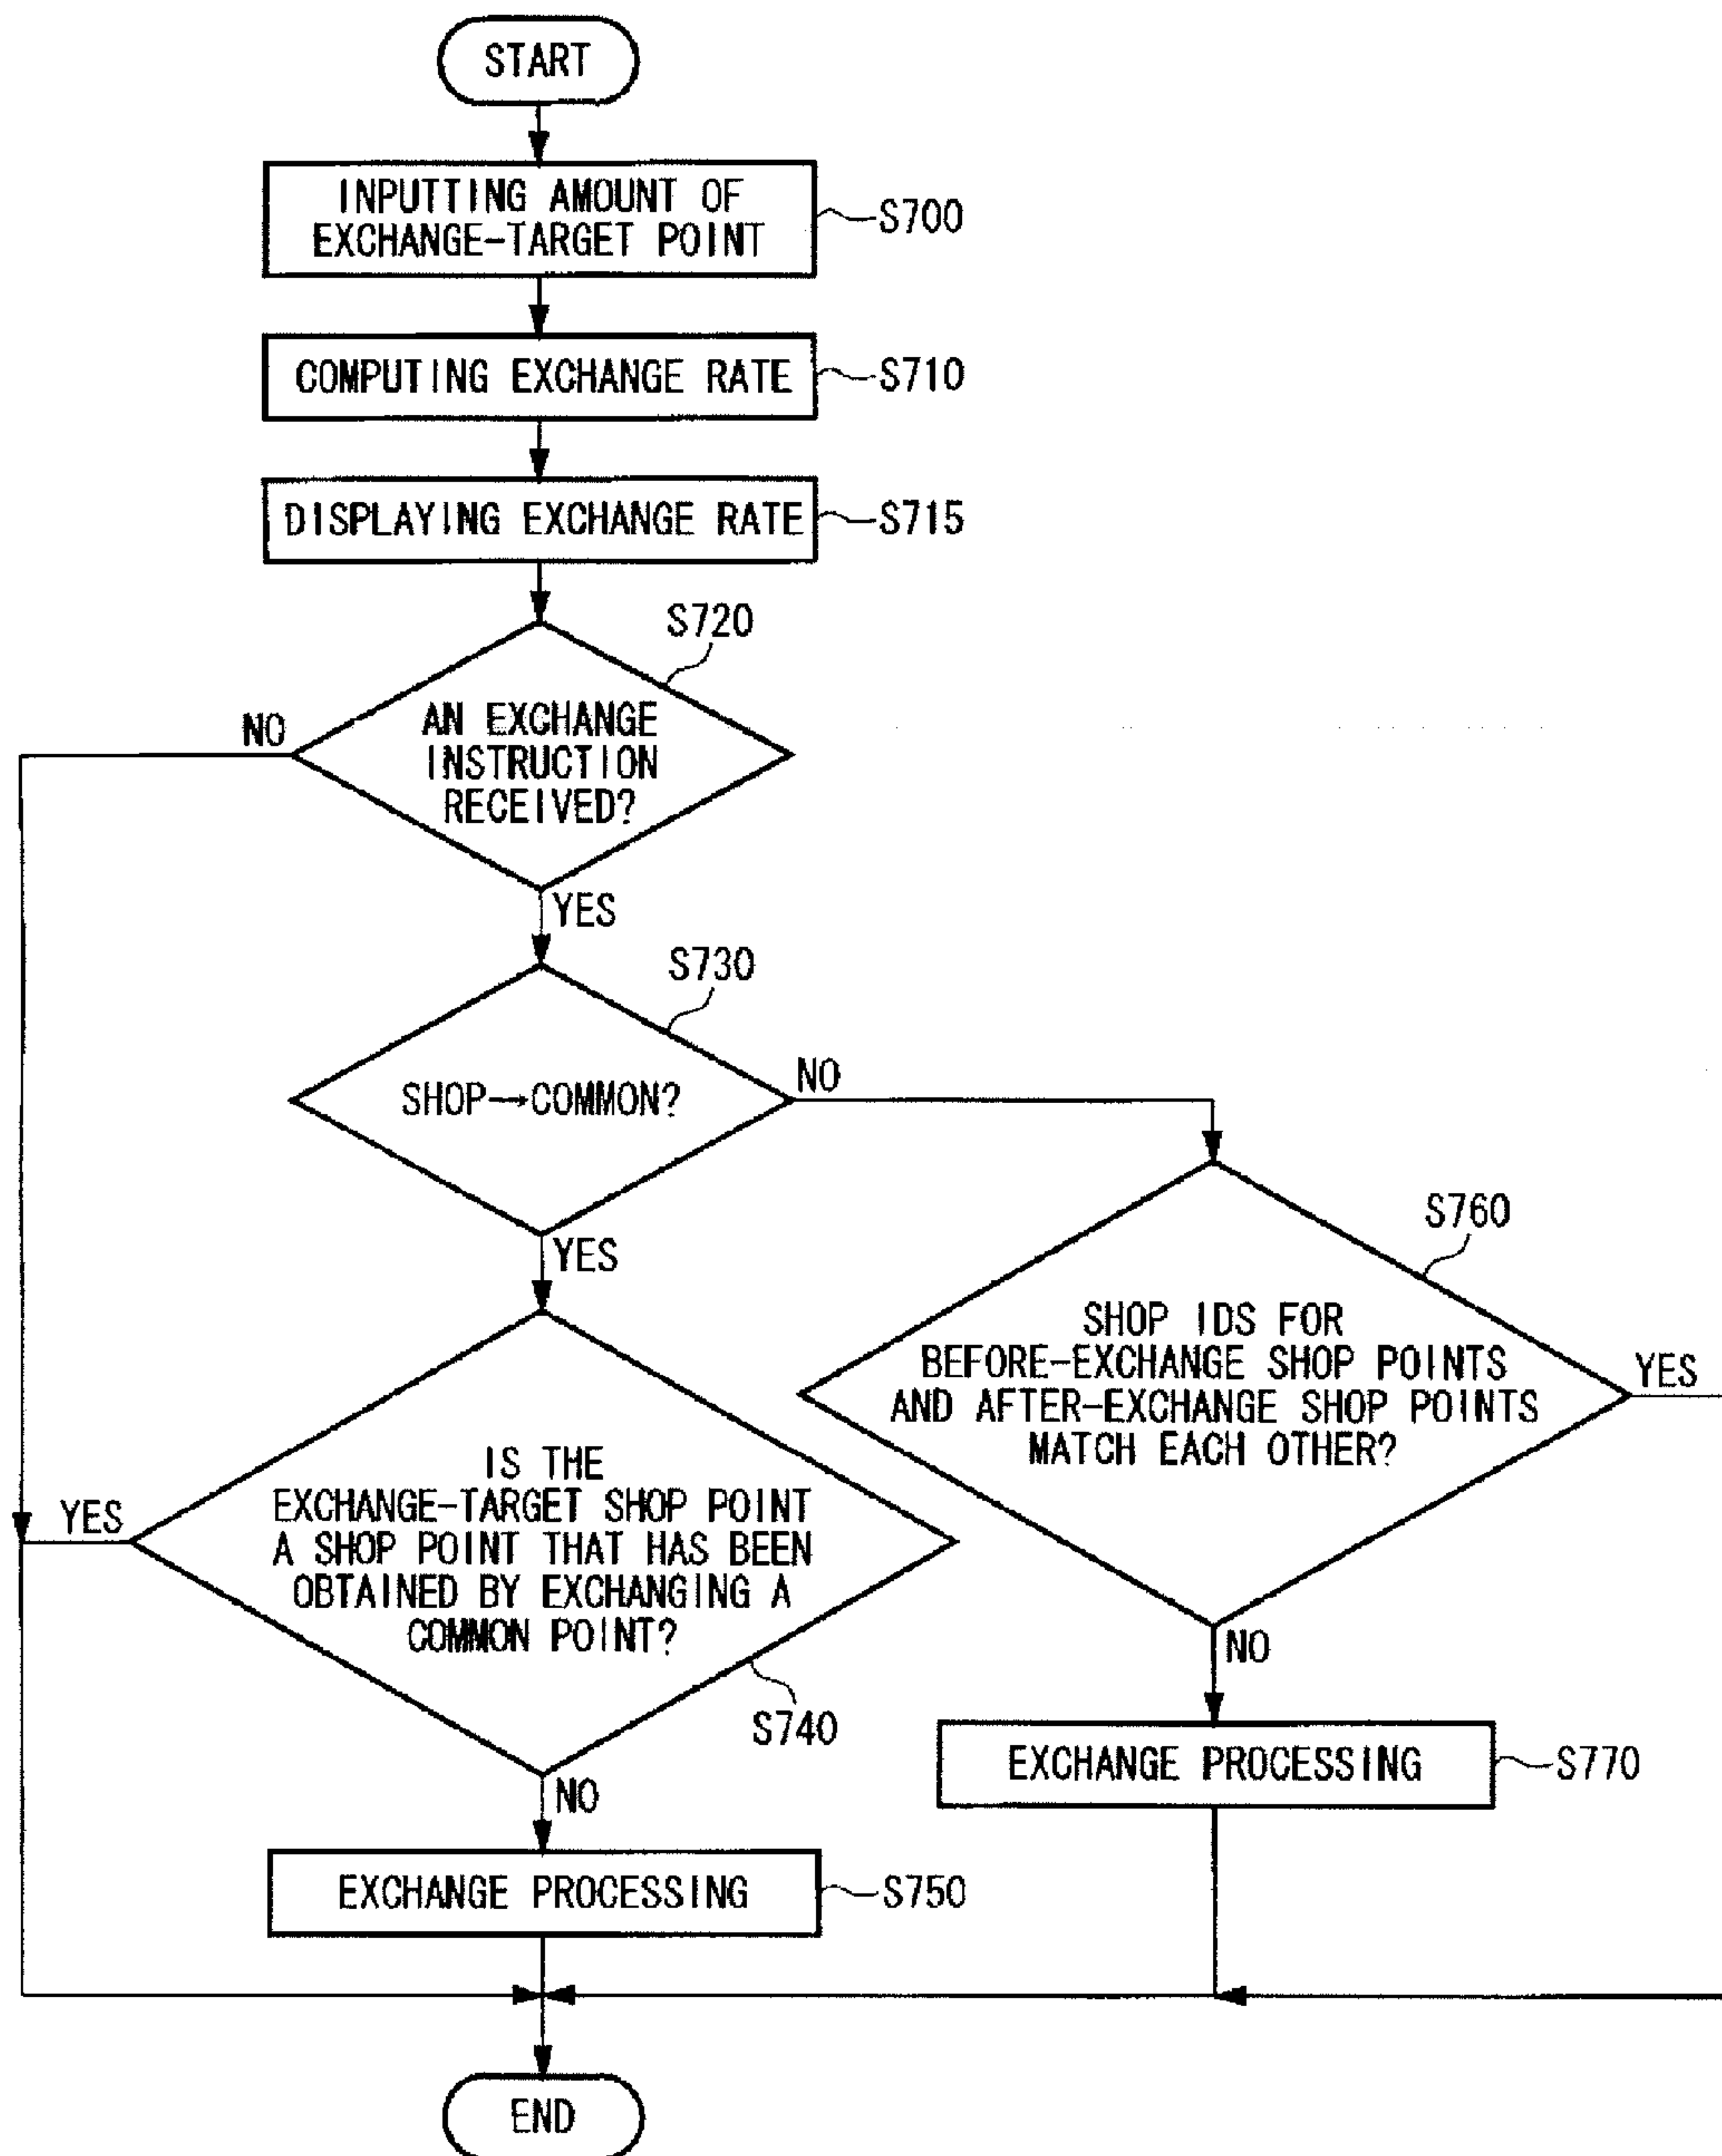 START
INPUTTING AMOUNT OF
EXCHANGE-TARGET POINT
S700
COMPUTING EXCHANGE RATE
S710
DISPLAYING EXCHANGE RATE
S715
S720
AN EXCHANGE
INSTRUCTION
RECEIVED?
NO
YES
S730
SHOP→COMMON?
NO
YES
S760
SHOP IDS FOR
BEFORE-EXCHANGE SHOP POINTS
AND AFTER-EXCHANGE SHOP POINTS
MATCH EACH OTHER?
YES
NO
IS THE
EXCHANGE-TARGET SHOP POINT
A SHOP POINT THAT HAS BEEN
OBTAINED BY EXCHANGING A
COMMON POINT?
YES
S740
NO
EXCHANGE PROCESSING
S770
EXCHANGE PROCESSING
S750
END